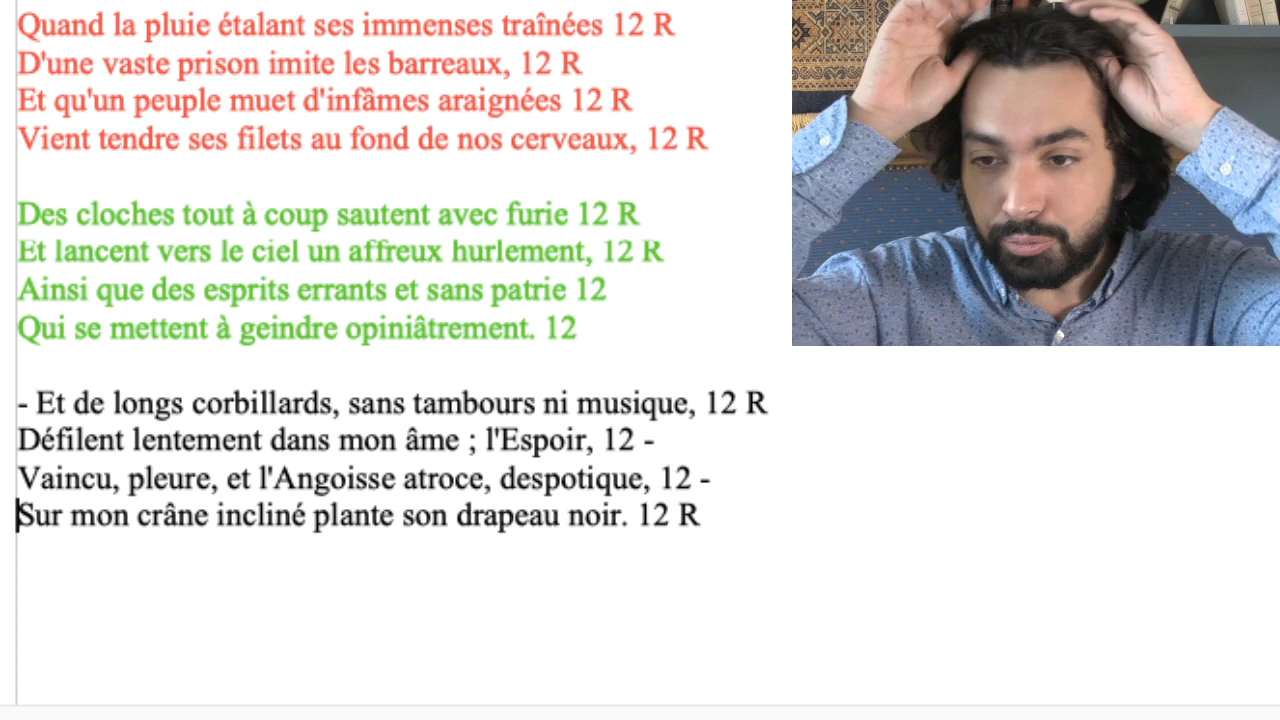 Quand la pluie étalant ses immenses traînées 12 R
D'une vaste prison imite les barreaux, 12 R
Et qu'un peuple muet d'infâmes araignées 12 R
Vient tendre ses filets au fond de nos cerveaux, 12 R
Des cloches tout à coup sautent avec furie 12 R
Et lancent vers le ciel un affreux hurlement, 12 R
Ainsi que des esprits errants et sans patrie 12
Qui se mettent à geindre opiniâtrement. 12
- Et de longs corbillards, sans tambours ni musique, 12 R
Défilent lentement dans mon âme ; l'Espoir, 12 -
Vaincu, pleure, et l'Angoisse atroce, despotique, 12 -
Sur mon crâne incliné plante son drapeau noir. 12 R